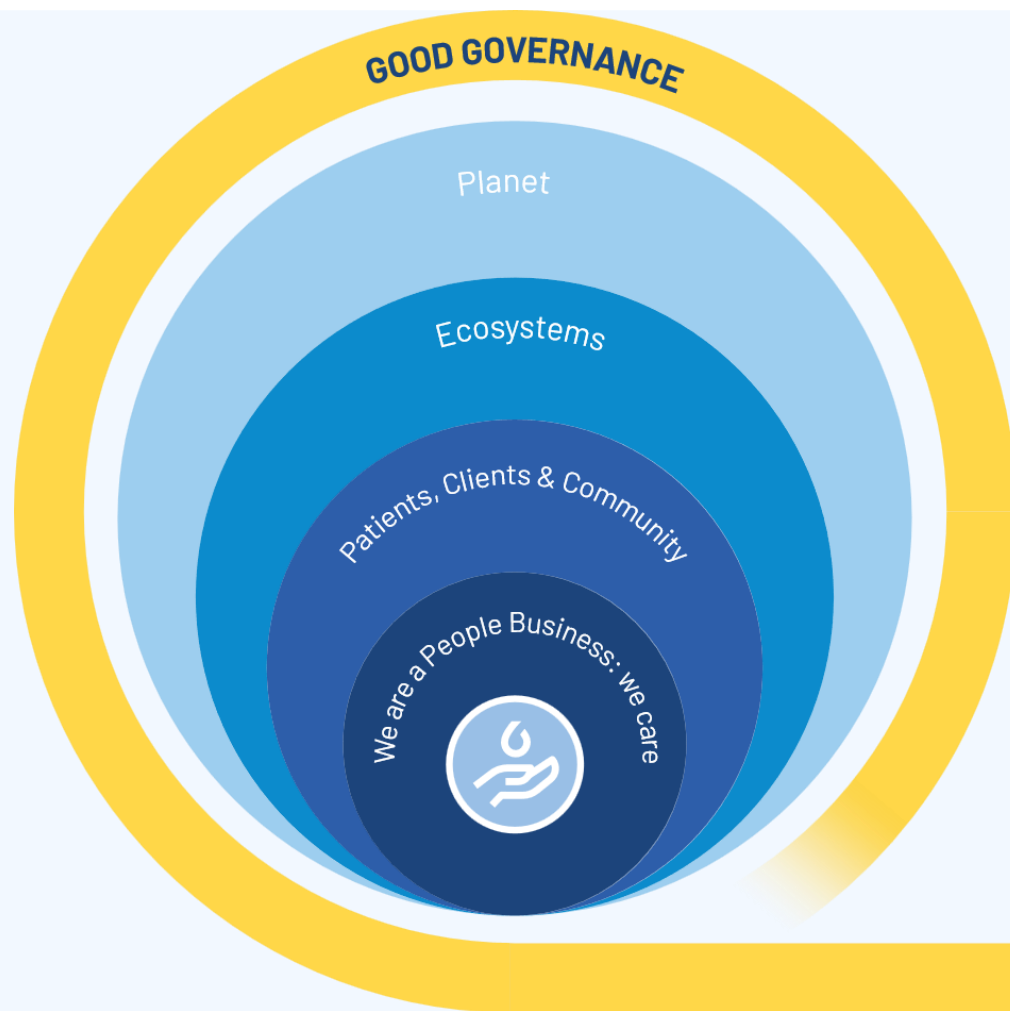 GOOD GOVERNANCE
Planet
Ecosystems
Patients, Clients & Community
We are a People Business: we care